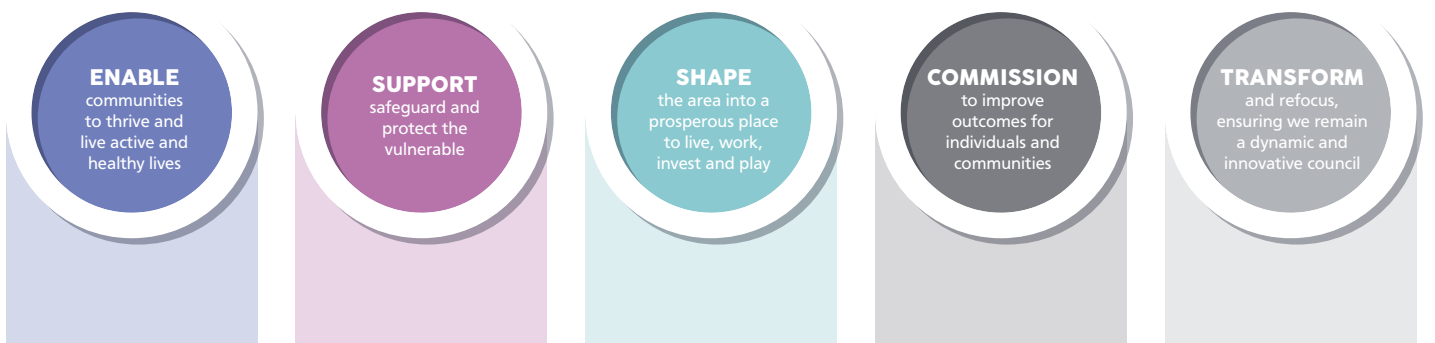 ENABLE
communities
to thrive and
live active and
healthy lives
SUPPORT
safeguard and
protect the
vulnerable
SHAPE
the area into a
prosperous place
to live, work,
invest and play
COMMISSION
to improve
outcomes for
individuals and
communities
TRANSFORM
and refocus,
ensuring we remain
a dynamic and
innovative council